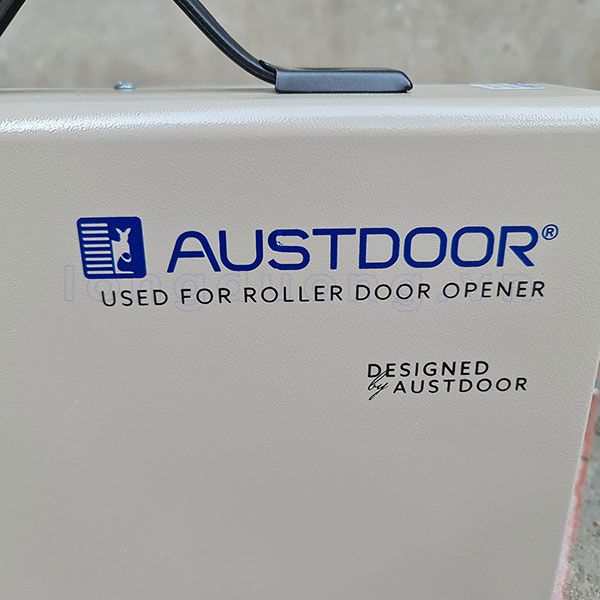 AUSTDOOR®
USED FOR ROLLER DOOR OPENER
DESIGNED
by AUSTDOOR